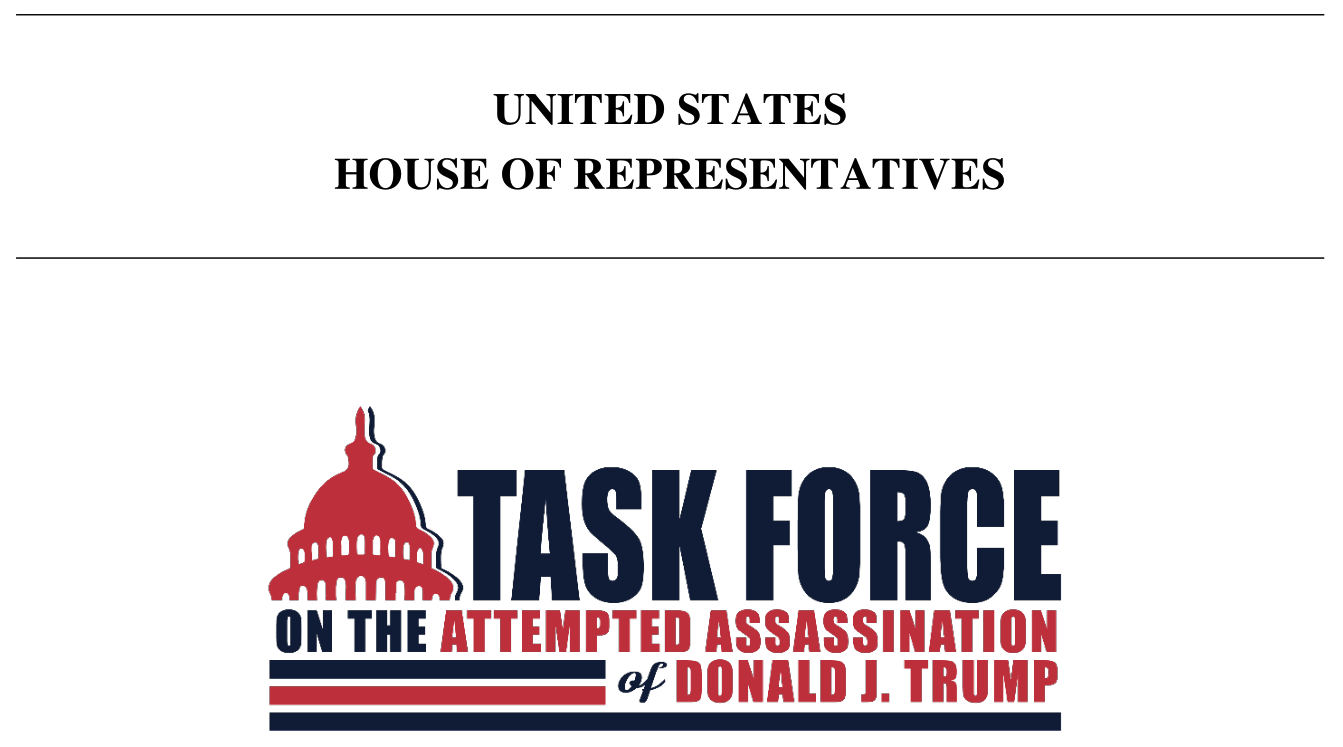 UNITED STATES
HOUSE OF REPRESENTATIVES
TASK FORCE
ON THE ATTEMPTED ASSASSINATION
of DONALD J. TRUMP